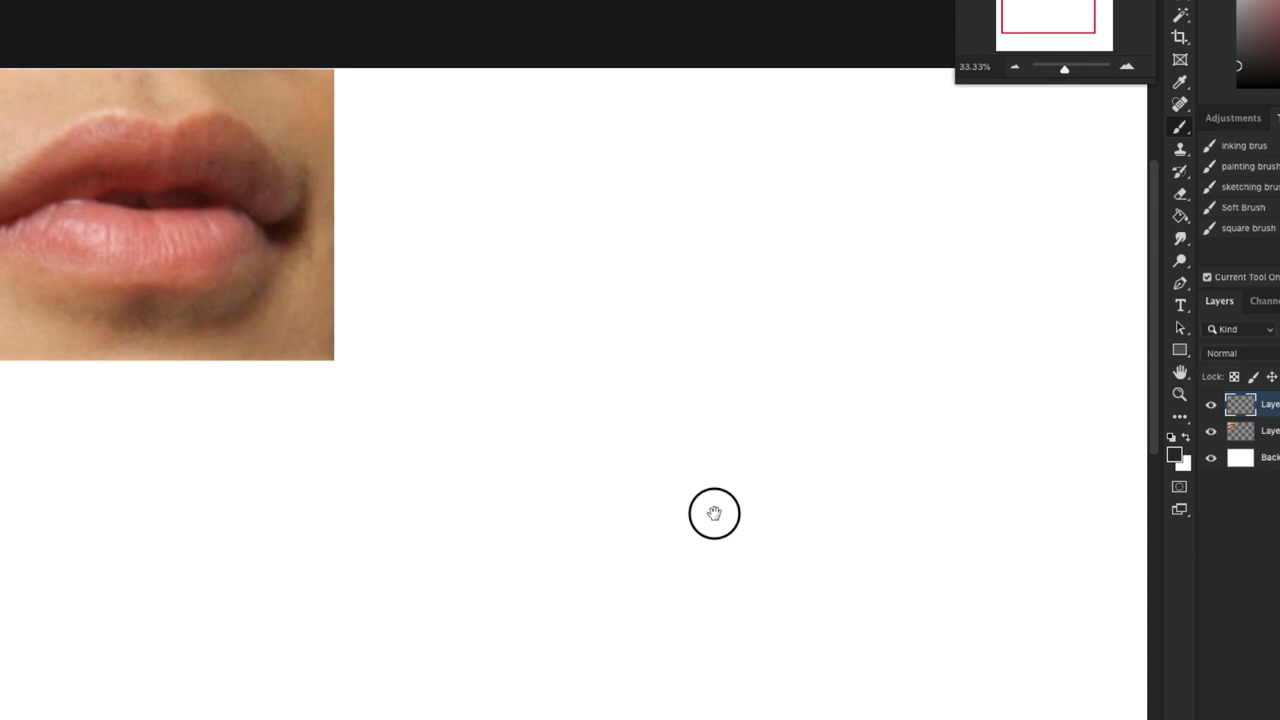 33.33%
Adjustments
inking brus
painting brush
sketching brus
Soft Brush
square brush
Current Tool On
Layers Channe
Kind
Normal
Lock:
Laye
Laye
Back